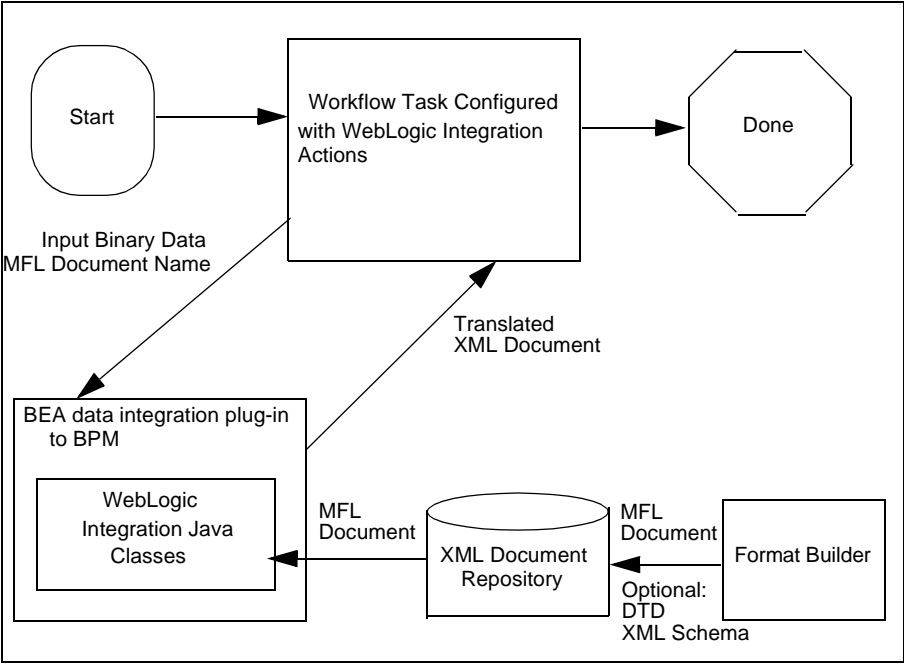 Start
Workflow Task Configured
with WebLogic Integration
Actions
Done
Input Binary Data
MFL Document Name
Translated
XML Document
BEA data integration plug-in
to BPM
WebLogic
Integration Java
Classes
MFL
Document
XML Document
Repository
MFL
Document
Optional:
DTD
XML Schema
Format Builder